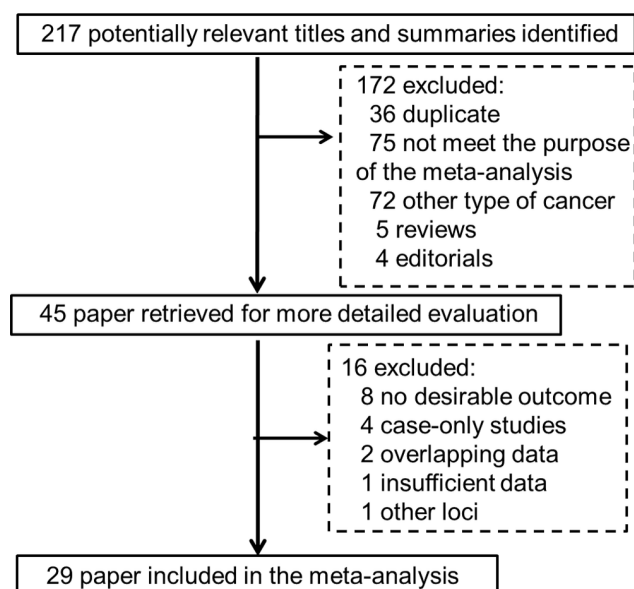 217 potentially relevant titles and summaries identified
172 excluded:
36 duplicate
75 not meet the purpose
of the meta-analysis
72 other type of cancer
5 reviews
4 editorials
45 paper retrieved for more detailed evaluation
16 excluded:
8 no desirable outcome
4 case-only studies
2 overlapping data
1 insufficient data
1 other loci
29 paper included in the meta-analysis